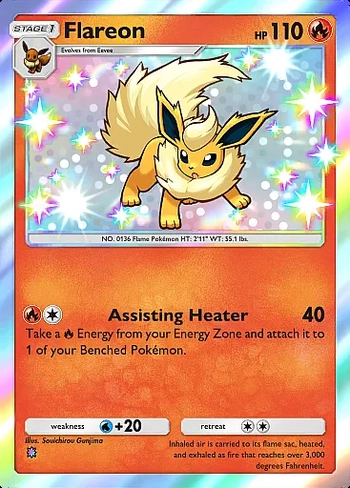 STAGE 1
Flareon
HP 110
Evolves from Eevee
NO. 0136 Flame Pokémon HT: 2'11" WT: 55.1 lbs.
Assisting Heater 40
Take a Energy from your Energy Zone and attach it to
1 of your Benched Pokémon.
weakness +20 retreat
Illus. Souichirou Gunjima
Inhaled air is carried to its flame sac, heated,
and exhaled as fire that reaches over 3,000
degrees Fahrenheit.